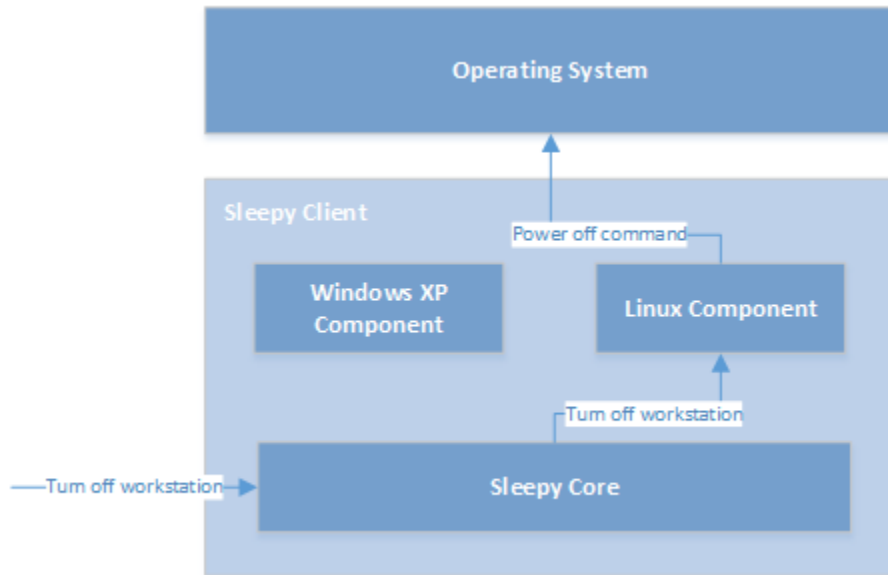 Operating System
Sleepy Client
Power off command
Windows XP
Component
Linux Component
Turn off workstation
Turn off workstation
Sleepy Core